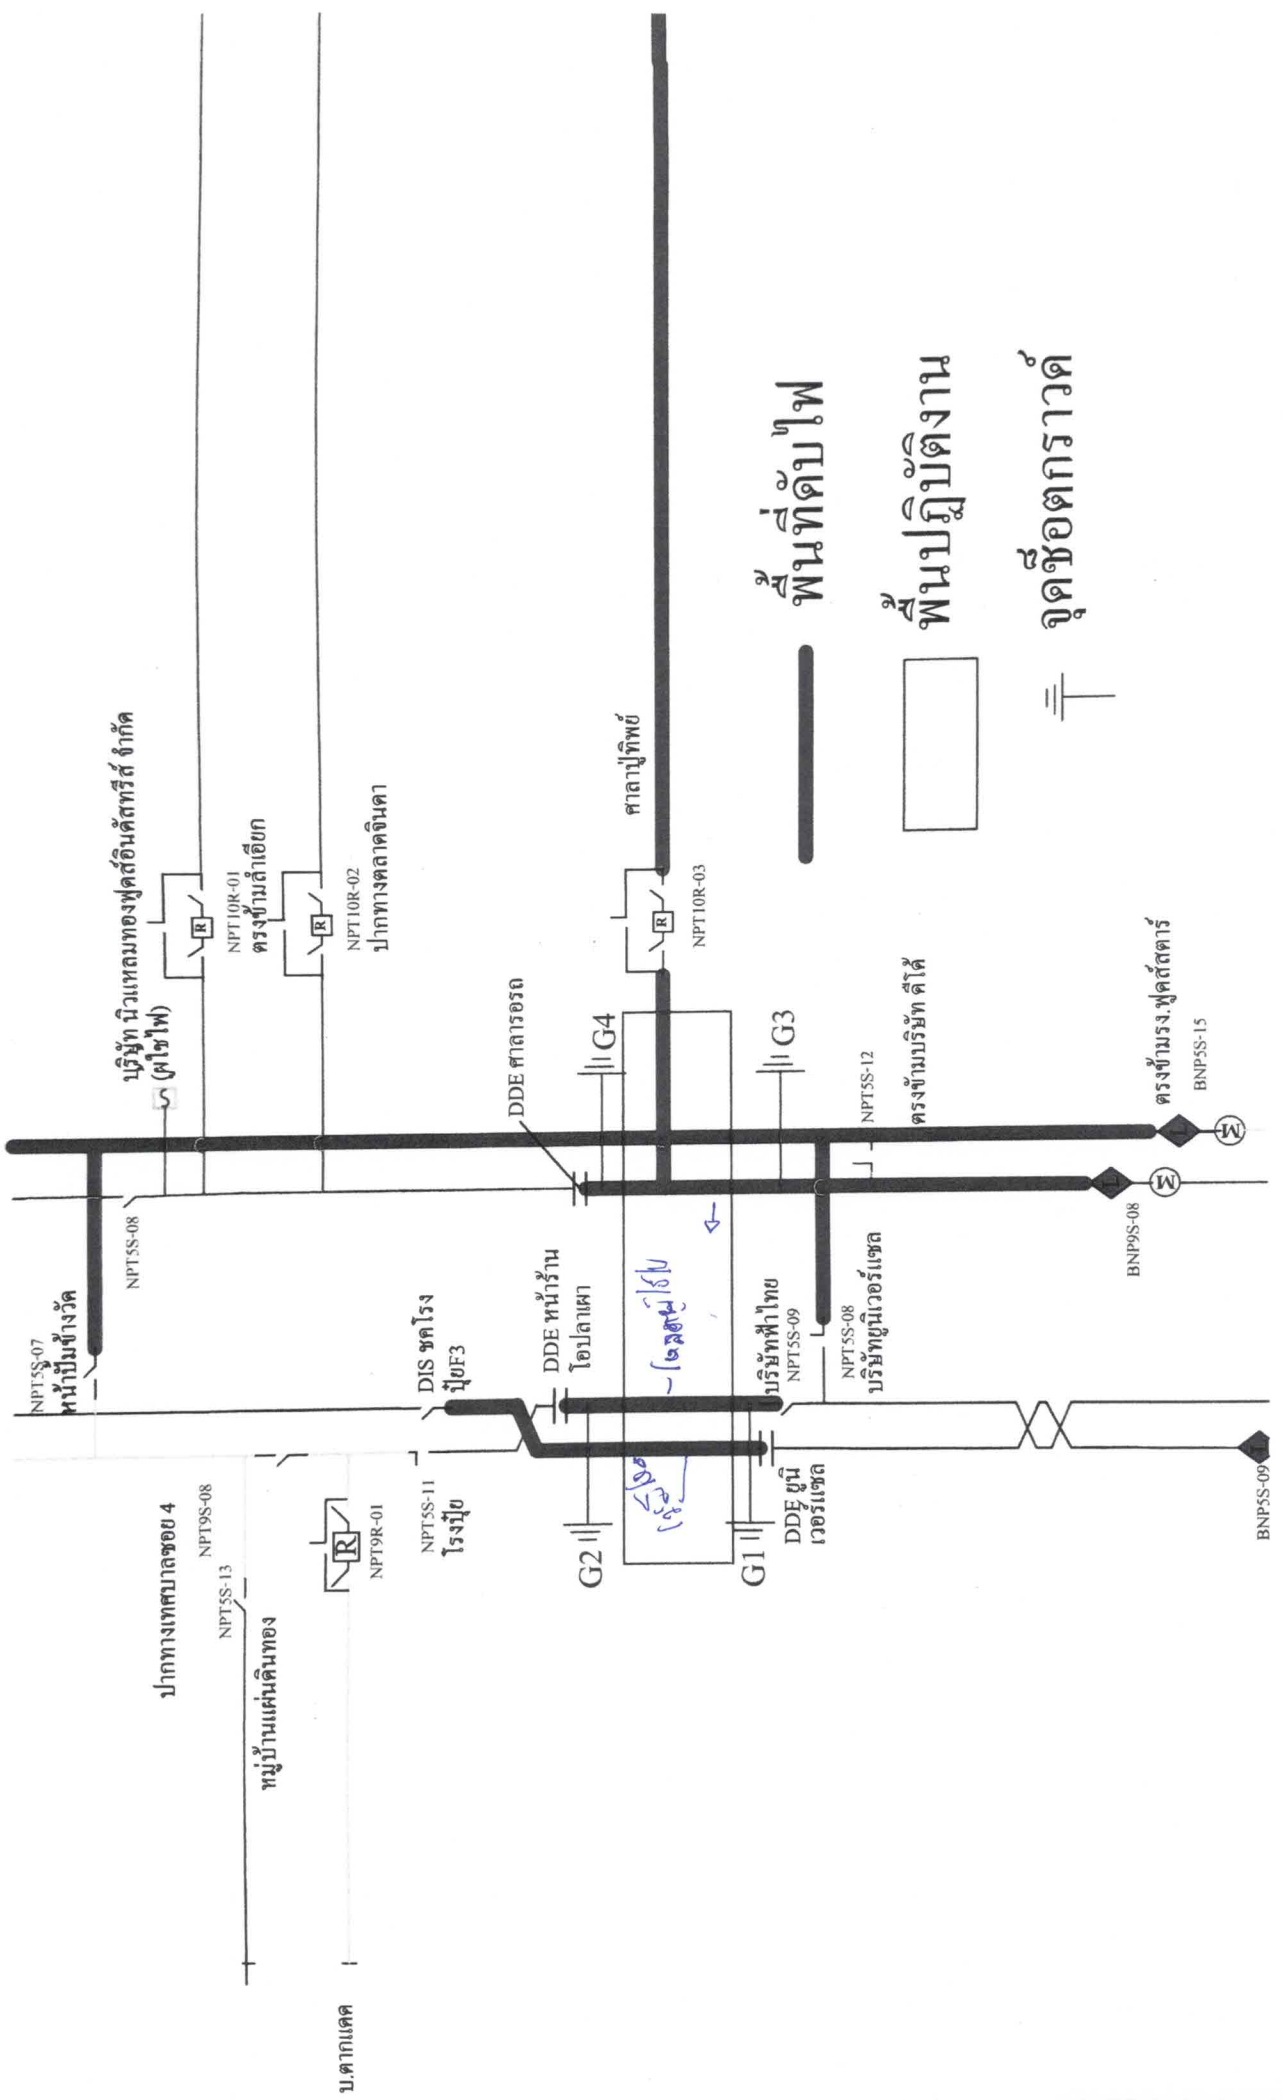 บ.ตากแดด
ปากทางเทศบาลซอย 4
NPT9S-08
NPT5S-13
หมู่บ้านแผ่นดินทอง
R
NPT9R-01
NPT5S-11
โรงปุ๋ย
NPT5S-07
หน้าปั๊มข้างวัด
NPT5S-08
DIS ชดโรง
ปุ๋ยF3
DDE หน้าร้าน
โอปลาเผา
G2
G1
DDE ยูนิ
เวอร์แซล
บริษัทฟ้าไทย
NPT5S-09
NPT5S-08
บริษัทยูนิเวอร์แซล
BNP5S-09
บริษัท นิวแหลมทองฟูดส์อินดัสทรีส์ จำกัด
(ผู้ใช้ไฟ)
R
NPT10R-01
ตรงข้ามลำเอียก
R
NPT10R-02
ปากทางตลาดจินดา
DDE ศาลารอรถ
G4
G3
ศาลาปู่ทิพย์
R
NPT10R-03
NPT5S-12
ตรงข้ามบริษัท คีโต้
L
M
BNP9S-08
L
M
ตรงข้ามรง.ฟูดส์สตาร์
BNP5S-15
พื้นที่ดับไฟ
พื้นปฏิบัติงาน
จุดช็อตกราวด์